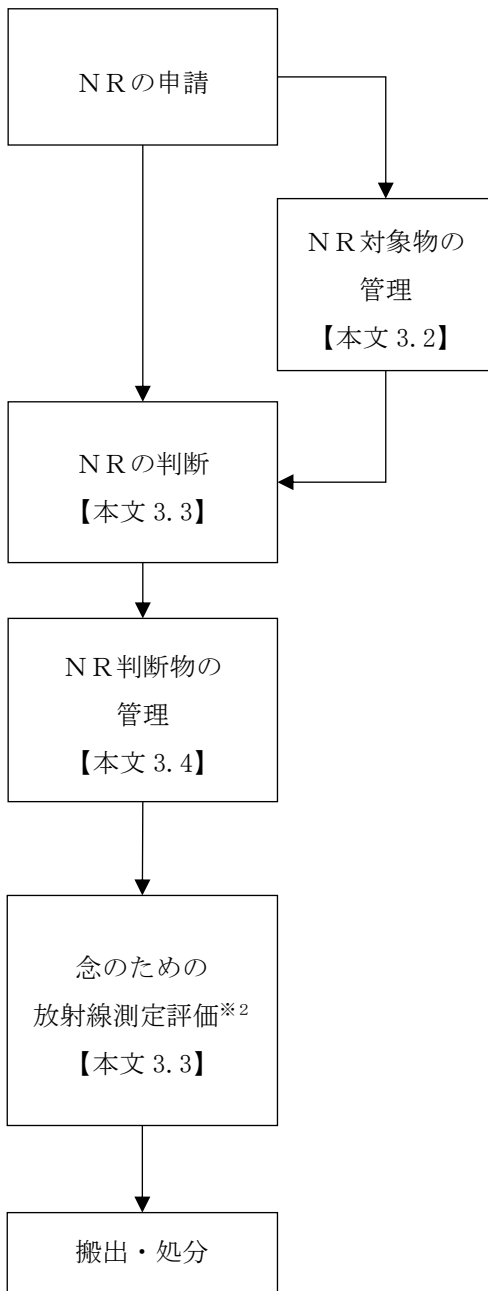 ＮＲの申請
ＮＲ対象物の
管理
【本文 3.2】
ＮＲの判断
【本文 3.3】
ＮＲ判断物の
管理
【本文 3.4】
念のための
放射線測定評価※2
【本文 3.3】
搬出・処分